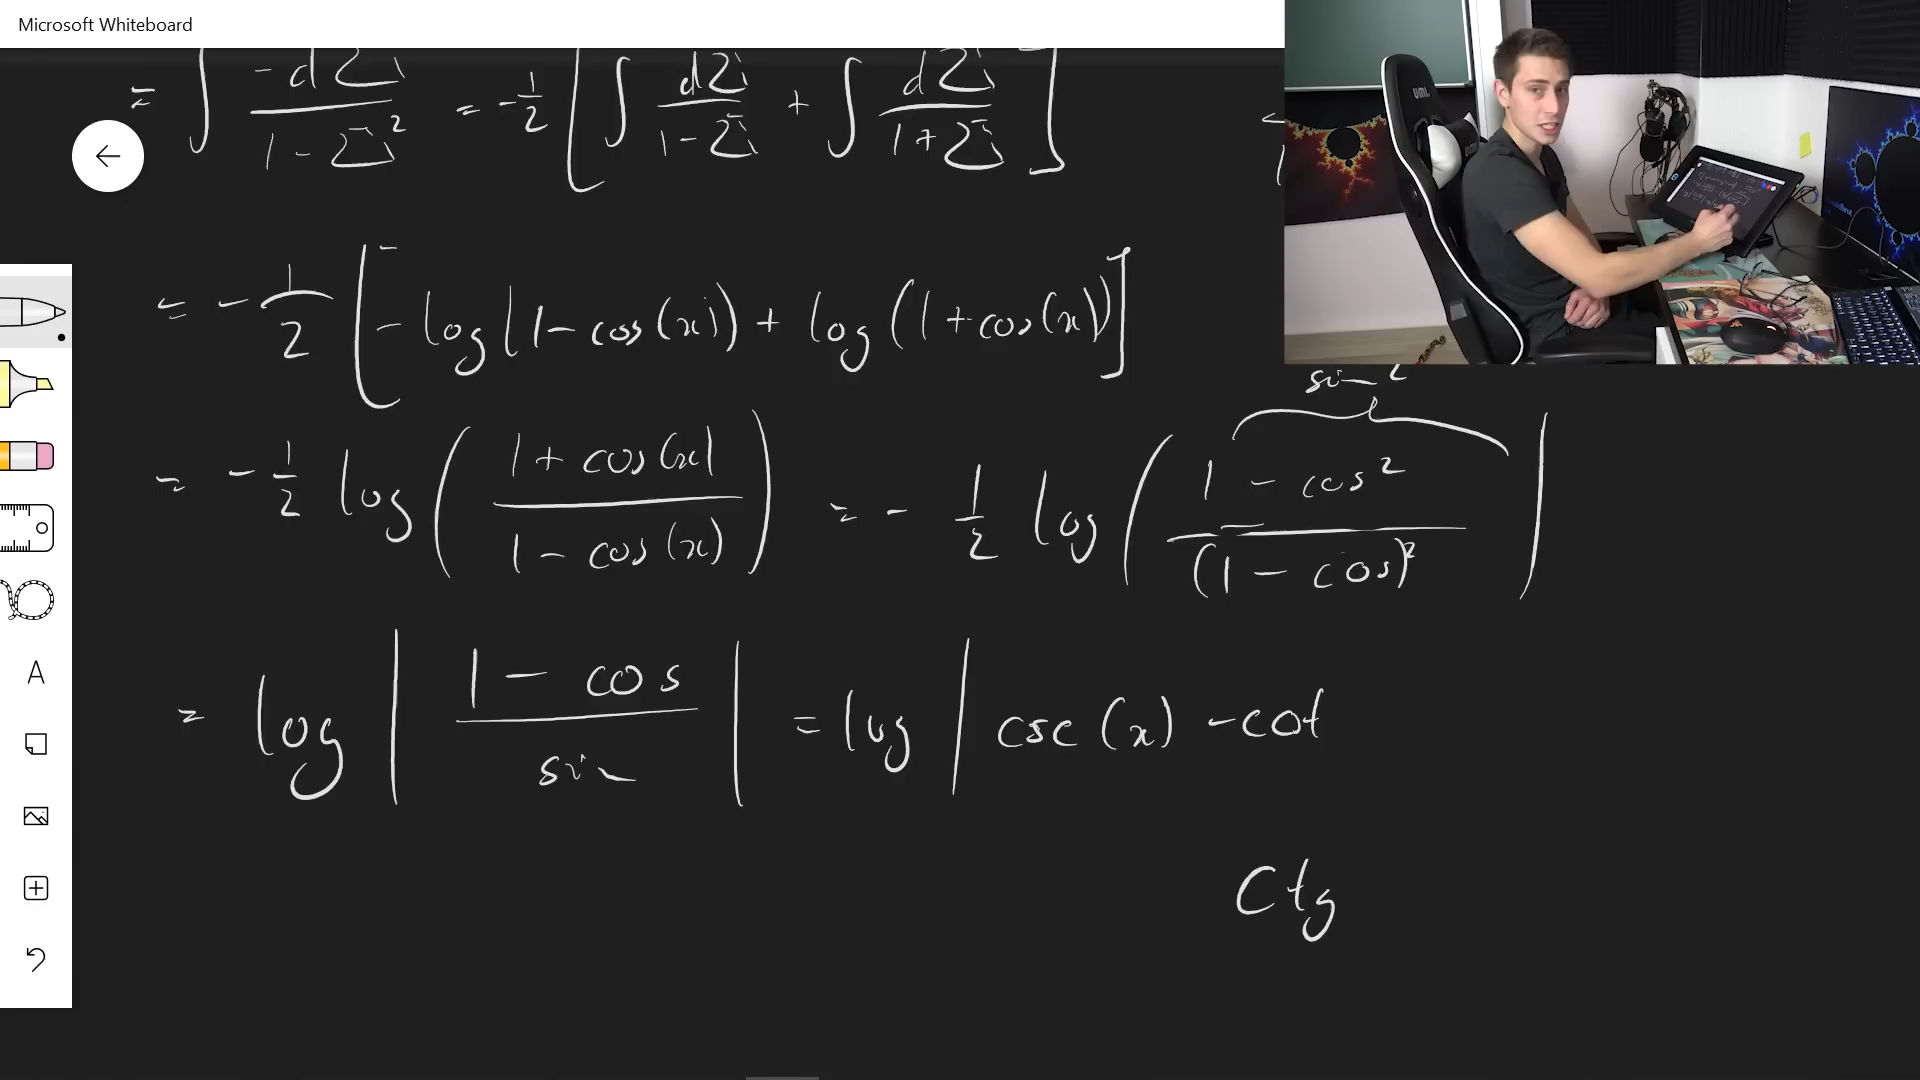 Microsoft Whiteboard
= ∫ -dz / (1 - z²) = -1/2 [ ∫ dz / (1 - z) + ∫ dz / (1 + z) ]
= -1/2 [ - log(1 - cos(x)) + log(1 + cos(x)) ]
sin²
= -1/2 log( (1 + cos(x)) / (1 - cos(x)) ) = - 1/2 log( (1 - cos²) / (1 - cos)² )
= log | (1 - cos) / sin | = log | csc(x) - cot
Ctg
A